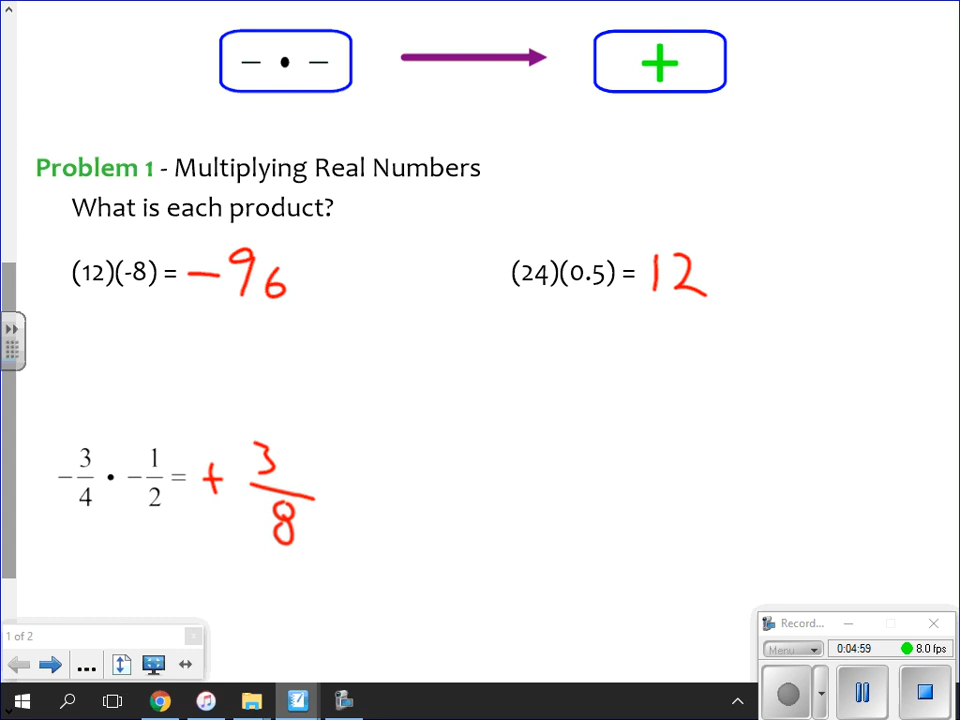 − • − → +
Problem 1 - Multiplying Real Numbers
What is each product?
(12)(-8) = −96
(24)(0.5) = 12
−3/4 • −1/2 = + 3/8
1 of 2
Record...
Menu
0:04:59
8.0 fps